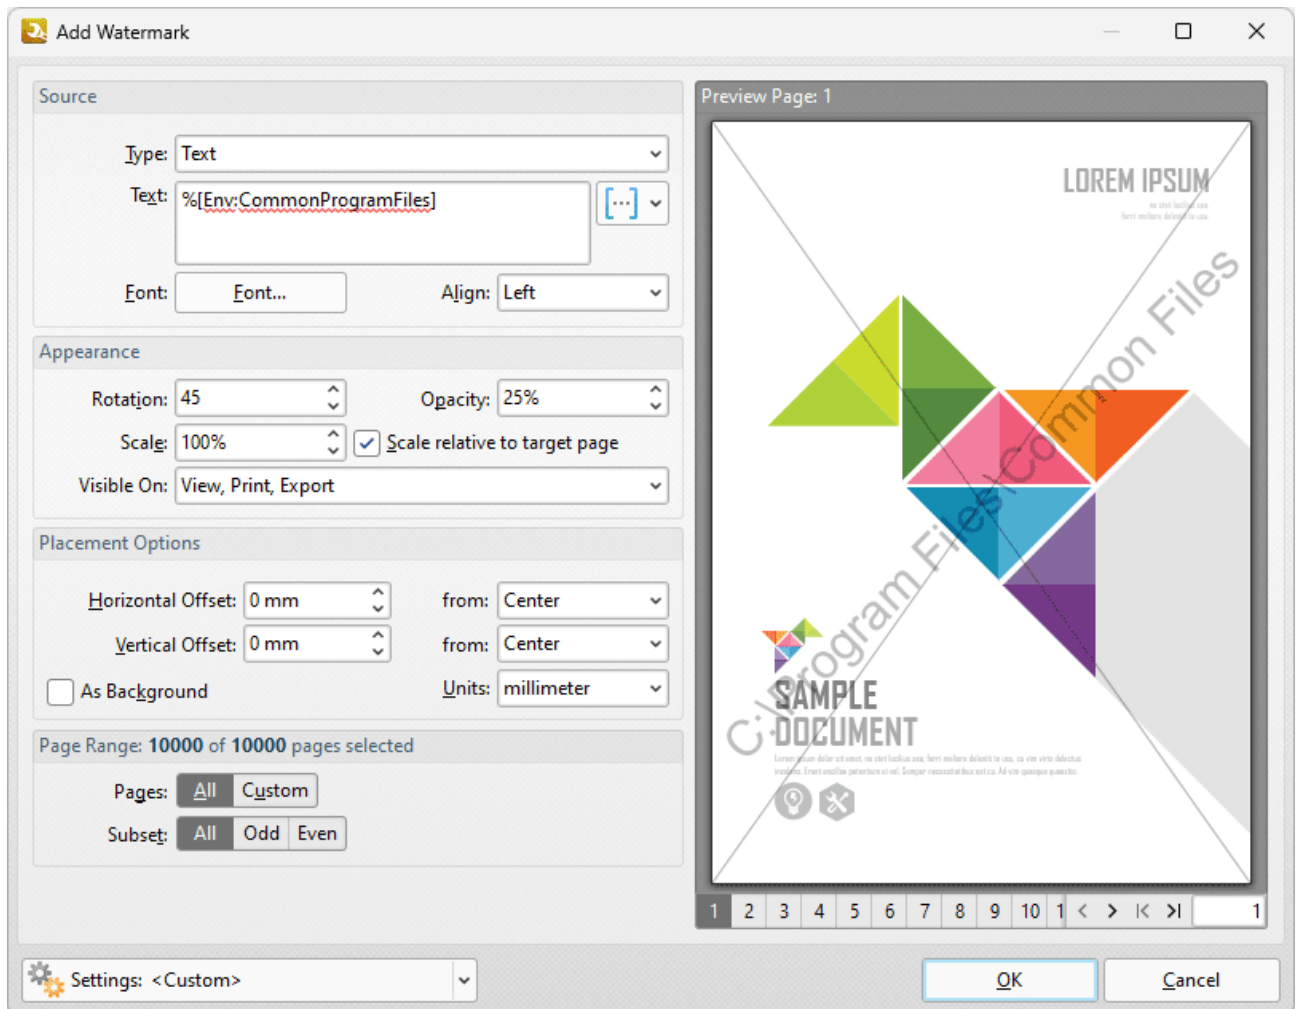 Add Watermark
Source
Type: Text
Text: %[Env:CommonProgramFiles]
[...]
Font: Font... Align: Left
Appearance
Rotation: 45 Opacity: 25%
Scale: 100% Scale relative to target page
Visible On: View, Print, Export
Placement Options
Horizontal Offset: 0 mm from: Center
Vertical Offset: 0 mm from: Center
As Background Units: millimeter
Page Range: 10000 of 10000 pages selected
Pages: All Custom
Subset: All Odd Even
Preview Page: 1
LOREM IPSUM
C:\Program Files\Common Files
SAMPLE
DOCUMENT
1 2 3 4 5 6 7 8 9 10 1 < > 1
Settings: <Custom>
OK Cancel